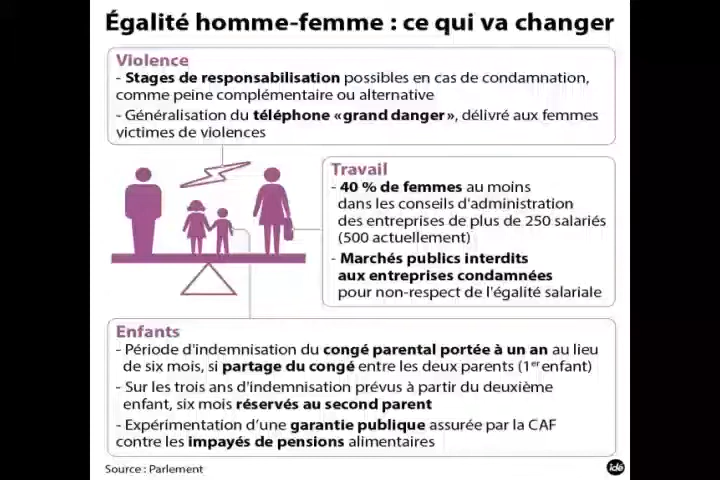 Égalité homme-femme : ce qui va changer
Violence
- Stages de responsabilisation possibles en cas de condamnation,
comme peine complémentaire ou alternative
- Généralisation du téléphone «grand danger», délivré aux femmes
victimes de violences
Travail
- 40 % de femmes au moins
dans les conseils d'administration
des entreprises de plus de 250 salariés
(500 actuellement)
- Marchés publics interdits
aux entreprises condamnées
pour non-respect de l'égalité salariale
Enfants
- Période d'indemnisation du congé parental portée à un an au lieu
de six mois, si partage du congé entre les deux parents (1er enfant)
- Sur les trois ans d'indemnisation prévus à partir du deuxième
enfant, six mois réservés au second parent
- Expérimentation d'une garantie publique assurée par la CAF
contre les impayés de pensions alimentaires
Source : Parlement
idé